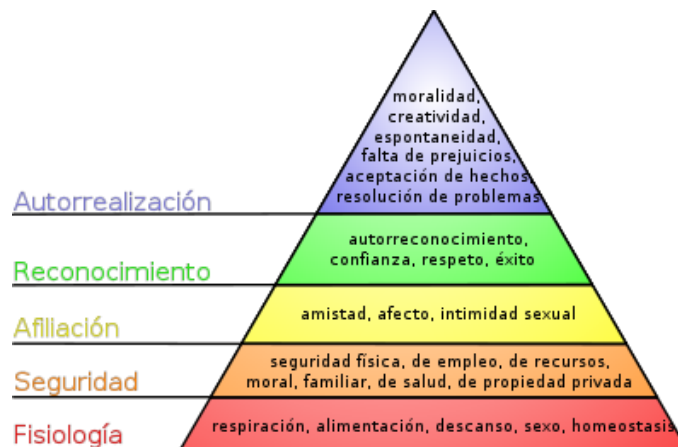 moralidad,
creatividad,
espontaneidad,
falta de prejuicios,
aceptación de hechos,
resolución de problemas
Autorrealización
autorreconocimiento,
confianza, respeto, éxito
Reconocimiento
amistad, afecto, intimidad sexual
Afiliación
seguridad física, de empleo, de recursos,
moral, familiar, de salud, de propiedad privada
Seguridad
respiración, alimentación, descanso, sexo, homeostasis
Fisiología